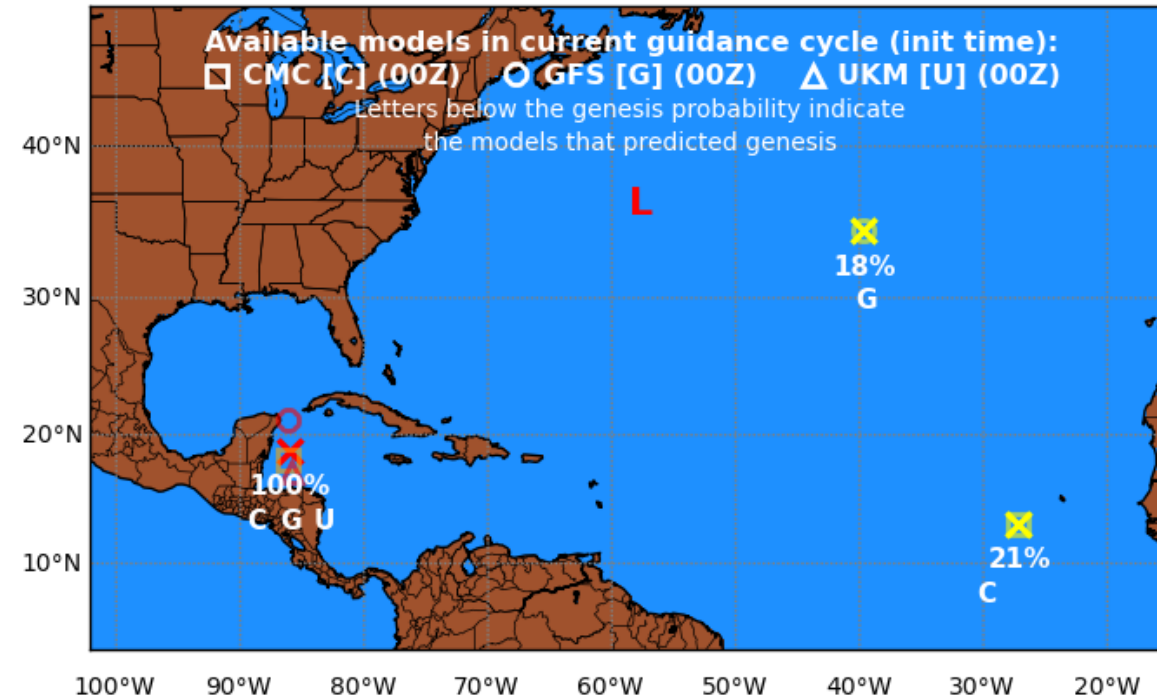 Available models in current guidance cycle (init time):
CMC [C] (00Z) GFS [G] (00Z) UKM [U] (00Z)
Letters below the genesis probability indicate
the models that predicted genesis
40°N
L
18%
30°N
G
20°N
100%
C G U
21%
10°N
C
100°W 90°W 80°W 70°W 60°W 50°W 40°W 30°W 20°W